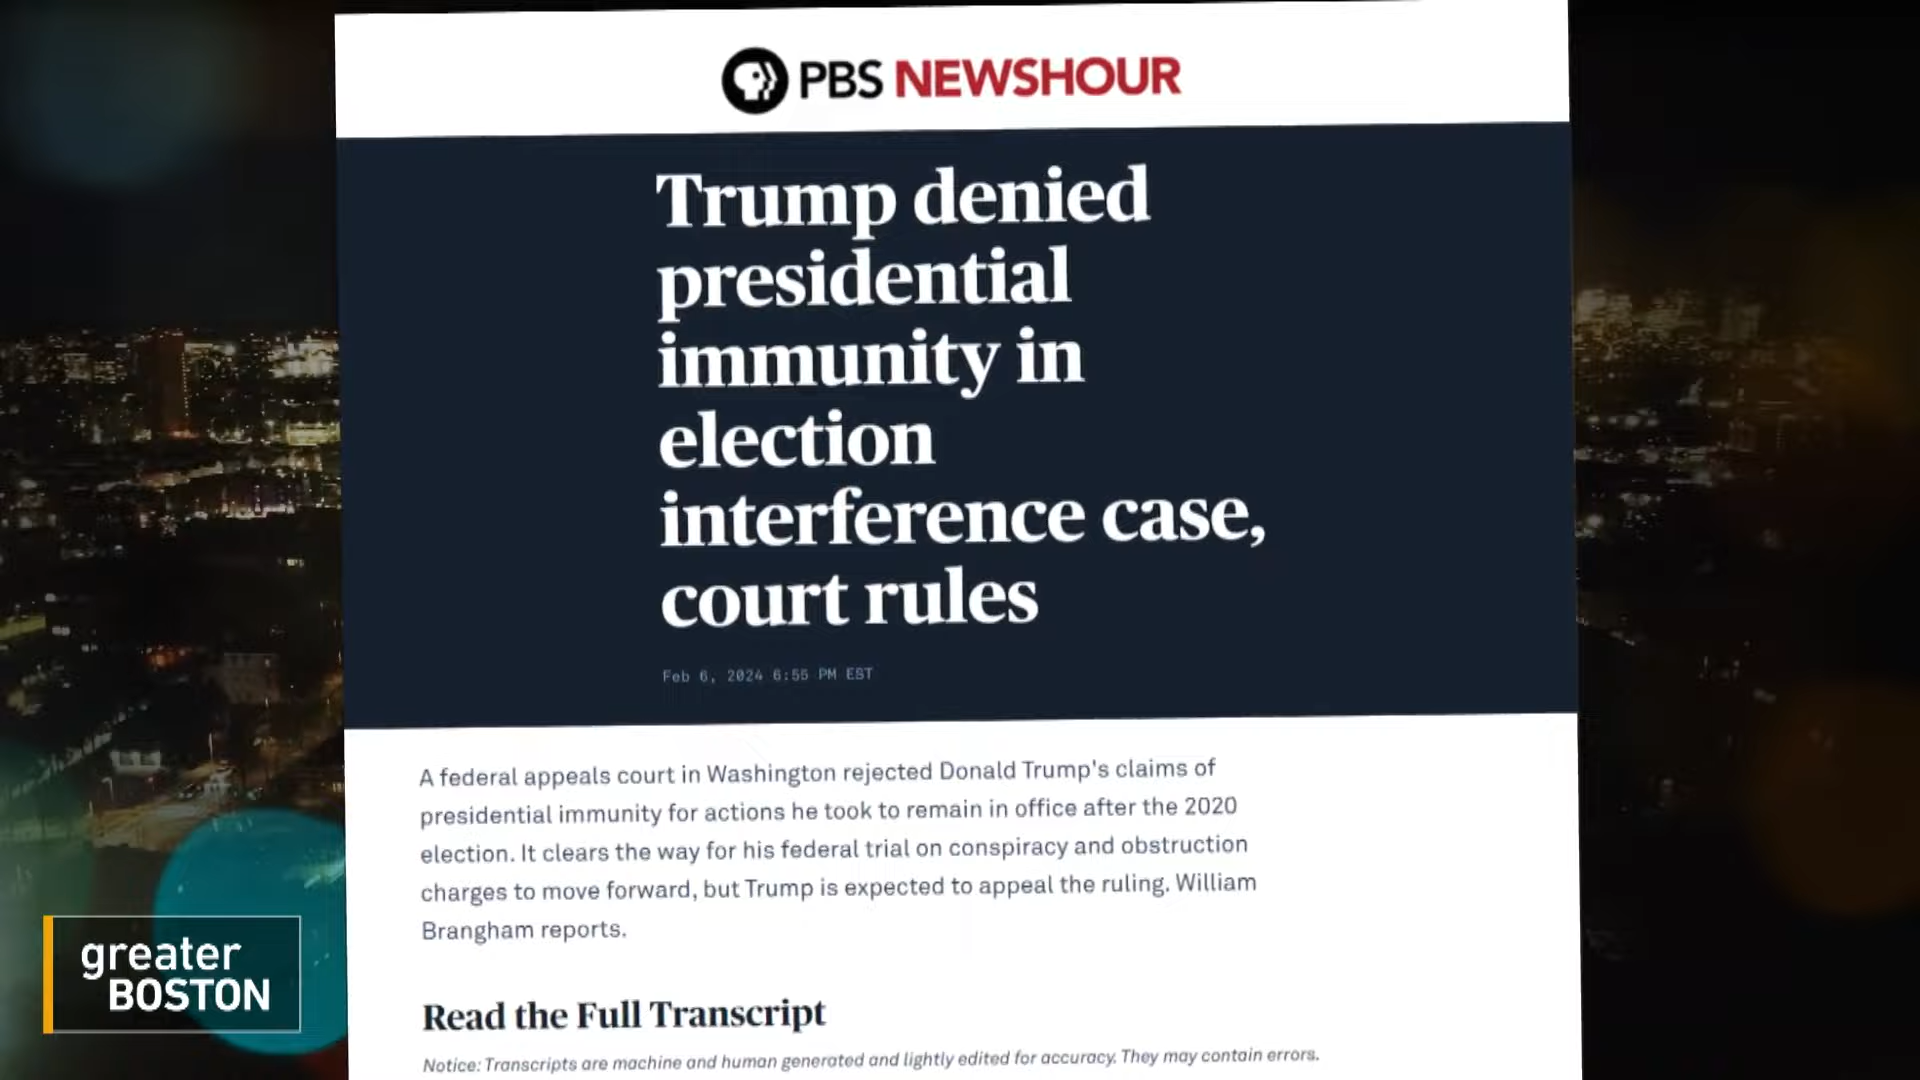 PBS NEWSHOUR
Trump denied
presidential
immunity in
election
interference case,
court rules
Feb 6, 2024 6:55 PM EST
A federal appeals court in Washington rejected Donald Trump's claims of
presidential immunity for actions he took to remain in office after the 2020
election. It clears the way for his federal trial on conspiracy and obstruction
charges to move forward, but Trump is expected to appeal the ruling. William
Brangham reports.
Read the Full Transcript
Notice: Transcripts are machine and human generated and lightly edited for accuracy. They may contain errors.
greater
BOSTON